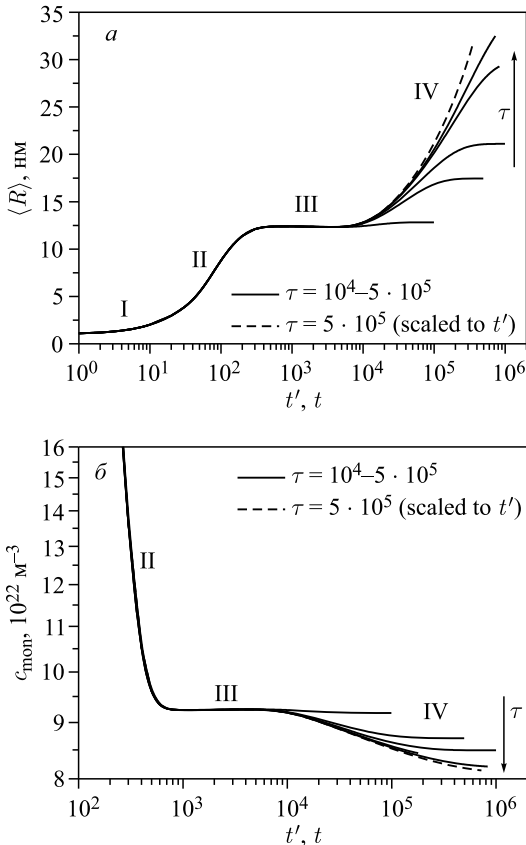 а
35
30
25
20
15
10
5
0
⟨R⟩, нм
I
II
III
IV
τ
τ = 10⁴–5 · 10⁵
τ = 5 · 10⁵ (scaled to t′)
10⁰ 10¹ 10² 10³ 10⁴ 10⁵ 10⁶
t′, t
б
16
15
14
13
12
11
10
9
8
c_mon, 10²² м⁻³
τ = 10⁴–5 · 10⁵
τ = 5 · 10⁵ (scaled to t′)
II
III
IV
τ
10² 10³ 10⁴ 10⁵ 10⁶
t′, t